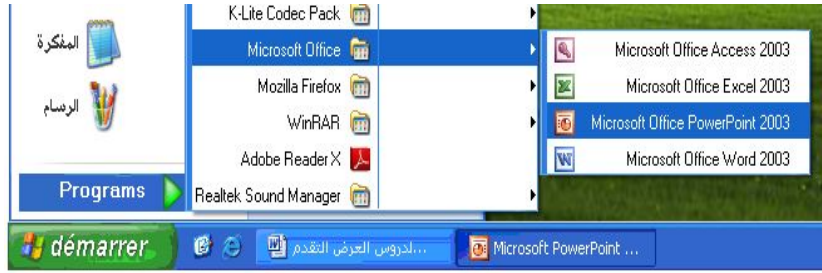 المفكرة
الرسام
Programs
K-Lite Codec Pack
Microsoft Office
Mozilla Firefox
WinRAR
Adobe Reader X
Realtek Sound Manager
Microsoft Office Access 2003
Microsoft Office Excel 2003
Microsoft Office PowerPoint 2003
Microsoft Office Word 2003
démarrer
لدروس العرض التقدم...
Microsoft PowerPoint ...